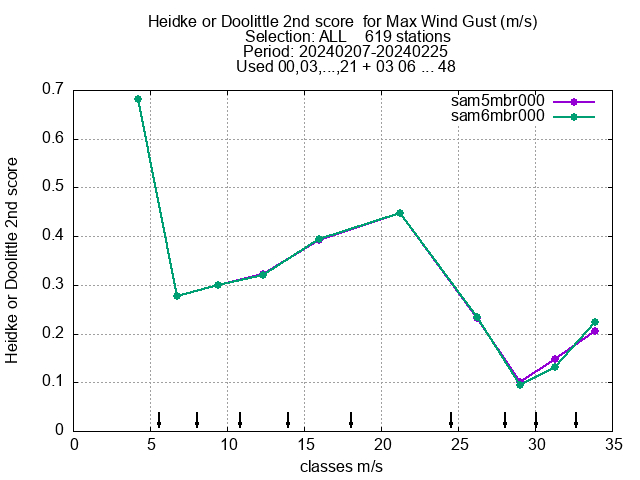 Heidke or Doolittle 2nd score  for Max Wind Gust (m/s)
Selection: ALL    619 stations
Period: 20240207-20240225
Used 00,03,...,21 + 03 06 ... 48
sam5mbr000
sam6mbr000
Heidke or Doolittle 2nd score
0.7
0.6
0.5
0.4
0.3
0.2
0.1
0
0 5 10 15 20 25 30 35
classes m/s